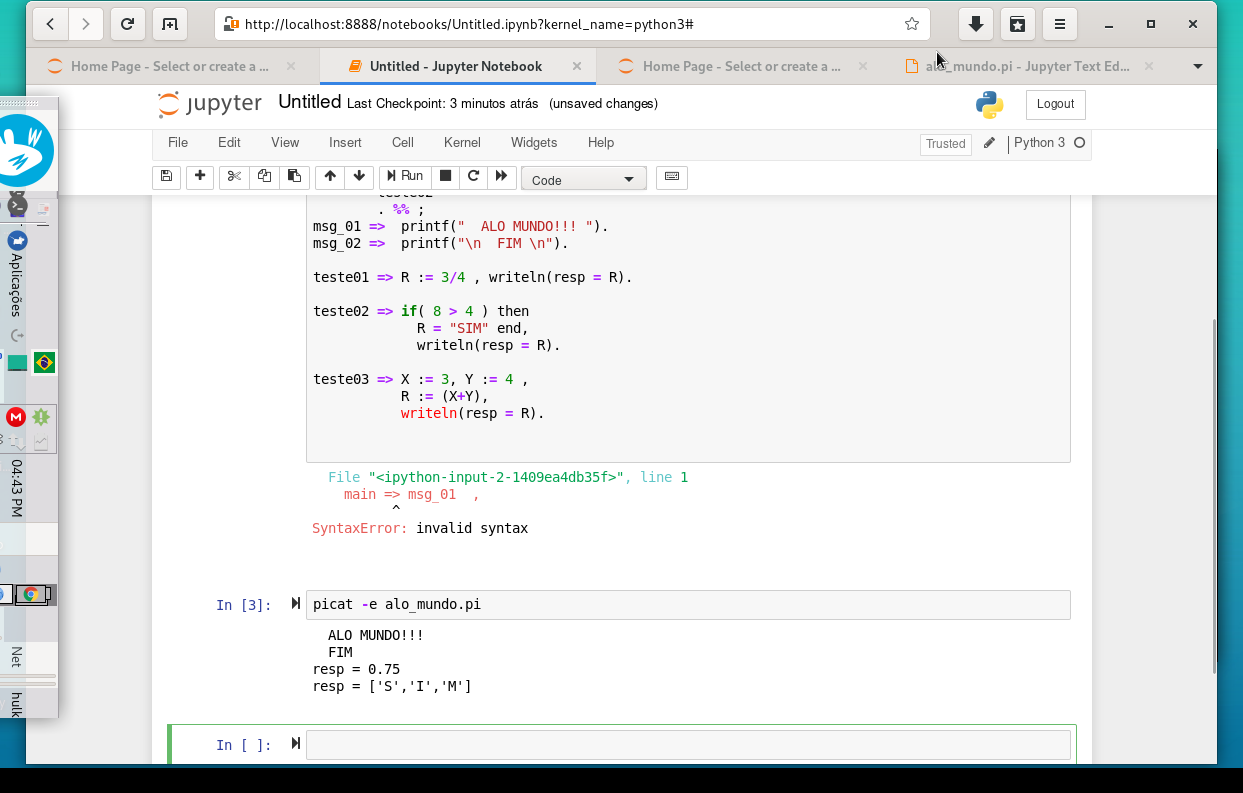 http://localhost:8888/notebooks/Untitled.ipynb?kernel_name=python3#
Home Page - Select or create a ...
Untitled - Jupyter Notebook
Home Page - Select or create a ...
alo_mundo.pi - Jupyter Text Ed...
jupyter Untitled Last Checkpoint: 3 minutos atrás (unsaved changes)
Logout
File Edit View Insert Cell Kernel Widgets Help
Trusted
Python 3
Run
Code
. %% ;
msg_01 =>  printf("  ALO MUNDO!!! ").
msg_02 =>  printf("\n  FIM \n").
teste01 => R := 3/4 , writeln(resp = R).
teste02 => if( 8 > 4 ) then
             R = "SIM" end,
             writeln(resp = R).
teste03 => X := 3, Y := 4 ,
           R := (X+Y),
           writeln(resp = R).
  File "<ipython-input-2-1409ea4db35f>", line 1
    main => msg_01  ,
          ^
SyntaxError: invalid syntax
In [3]:
picat -e alo_mundo.pi
  ALO MUNDO!!!
  FIM
resp = 0.75
resp = ['S','I','M']
In [ ]:
W
Aplicações
M
04:43 PM
Net
hulk